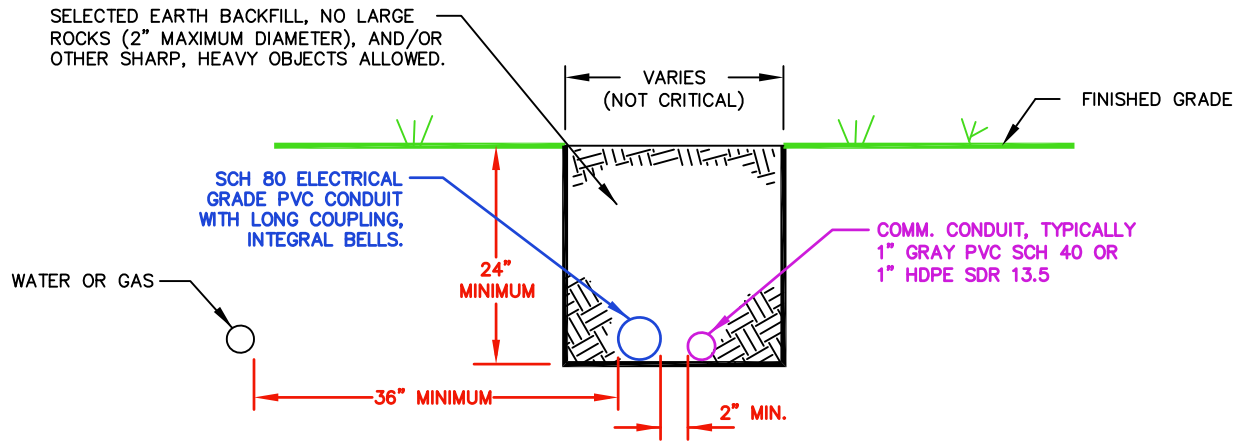 SELECTED EARTH BACKFILL, NO LARGE
ROCKS (2" MAXIMUM DIAMETER), AND/OR
OTHER SHARP, HEAVY OBJECTS ALLOWED.
VARIES
(NOT CRITICAL)
FINISHED GRADE
SCH 80 ELECTRICAL
GRADE PVC CONDUIT
WITH LONG COUPLING,
INTEGRAL BELLS.
COMM. CONDUIT, TYPICALLY
1" GRAY PVC SCH 40 OR
1" HDPE SDR 13.5
24"
MINIMUM
WATER OR GAS
36" MINIMUM
2" MIN.